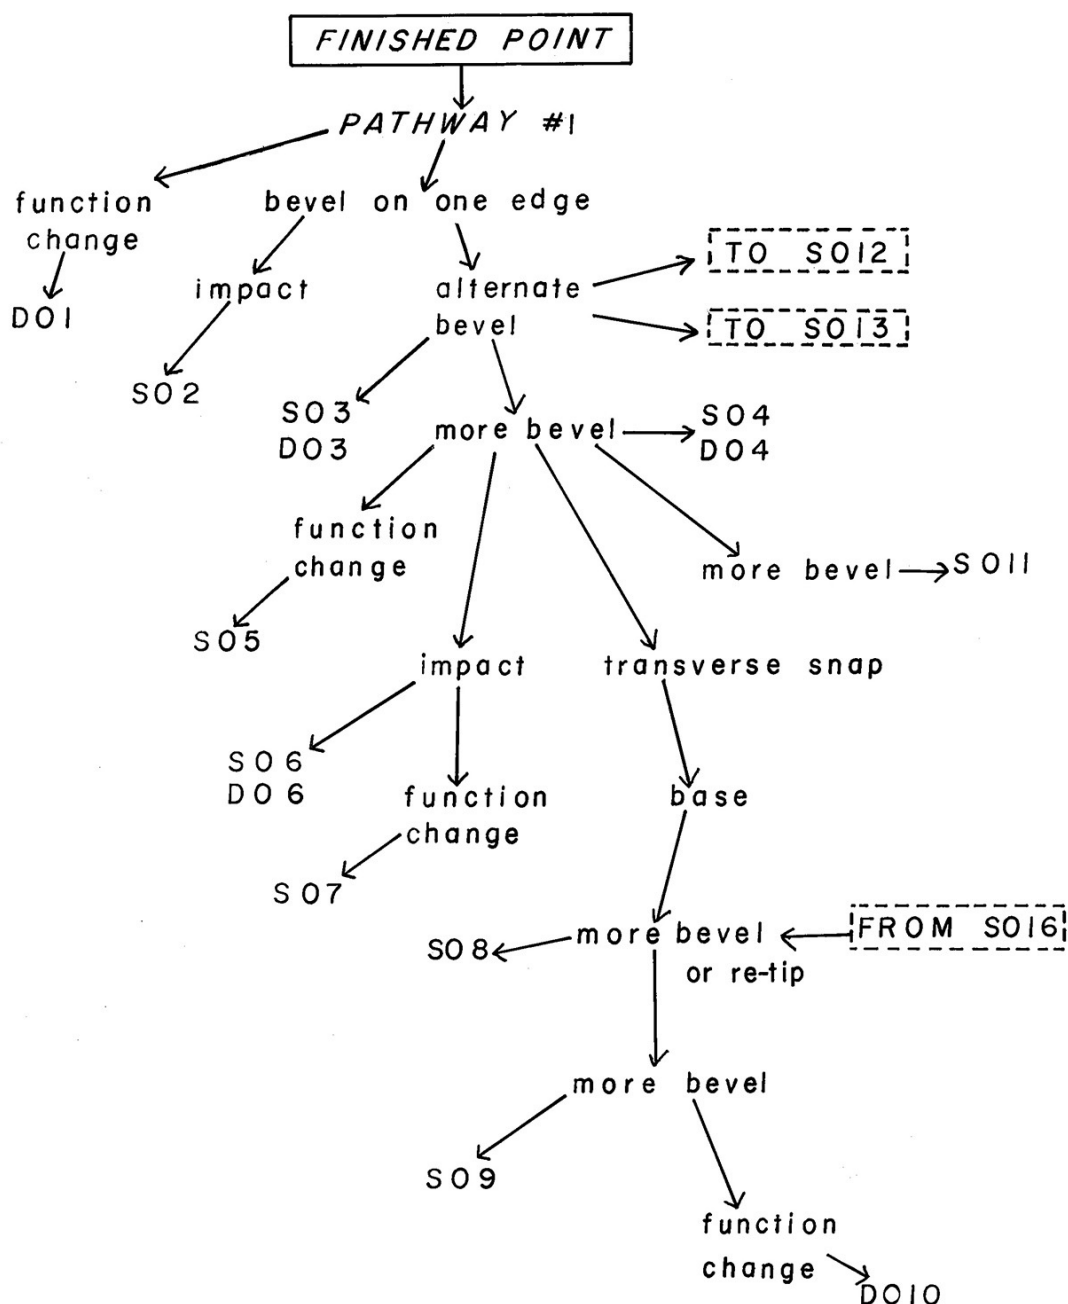 FINISHED POINT
PATHWAY #1
function
change
bevel on one edge
TO SO12
DO1
impact
alternate
bevel
TO SO13
SO2
SO3
DO3
more bevel
SO4
DO4
function
change
more bevel
SO11
SO5
impact
transverse snap
SO6
DO6
function
change
base
SO7
SO8
more bevel
or re-tip
FROM SO16
more bevel
SO9
function
change
DO10